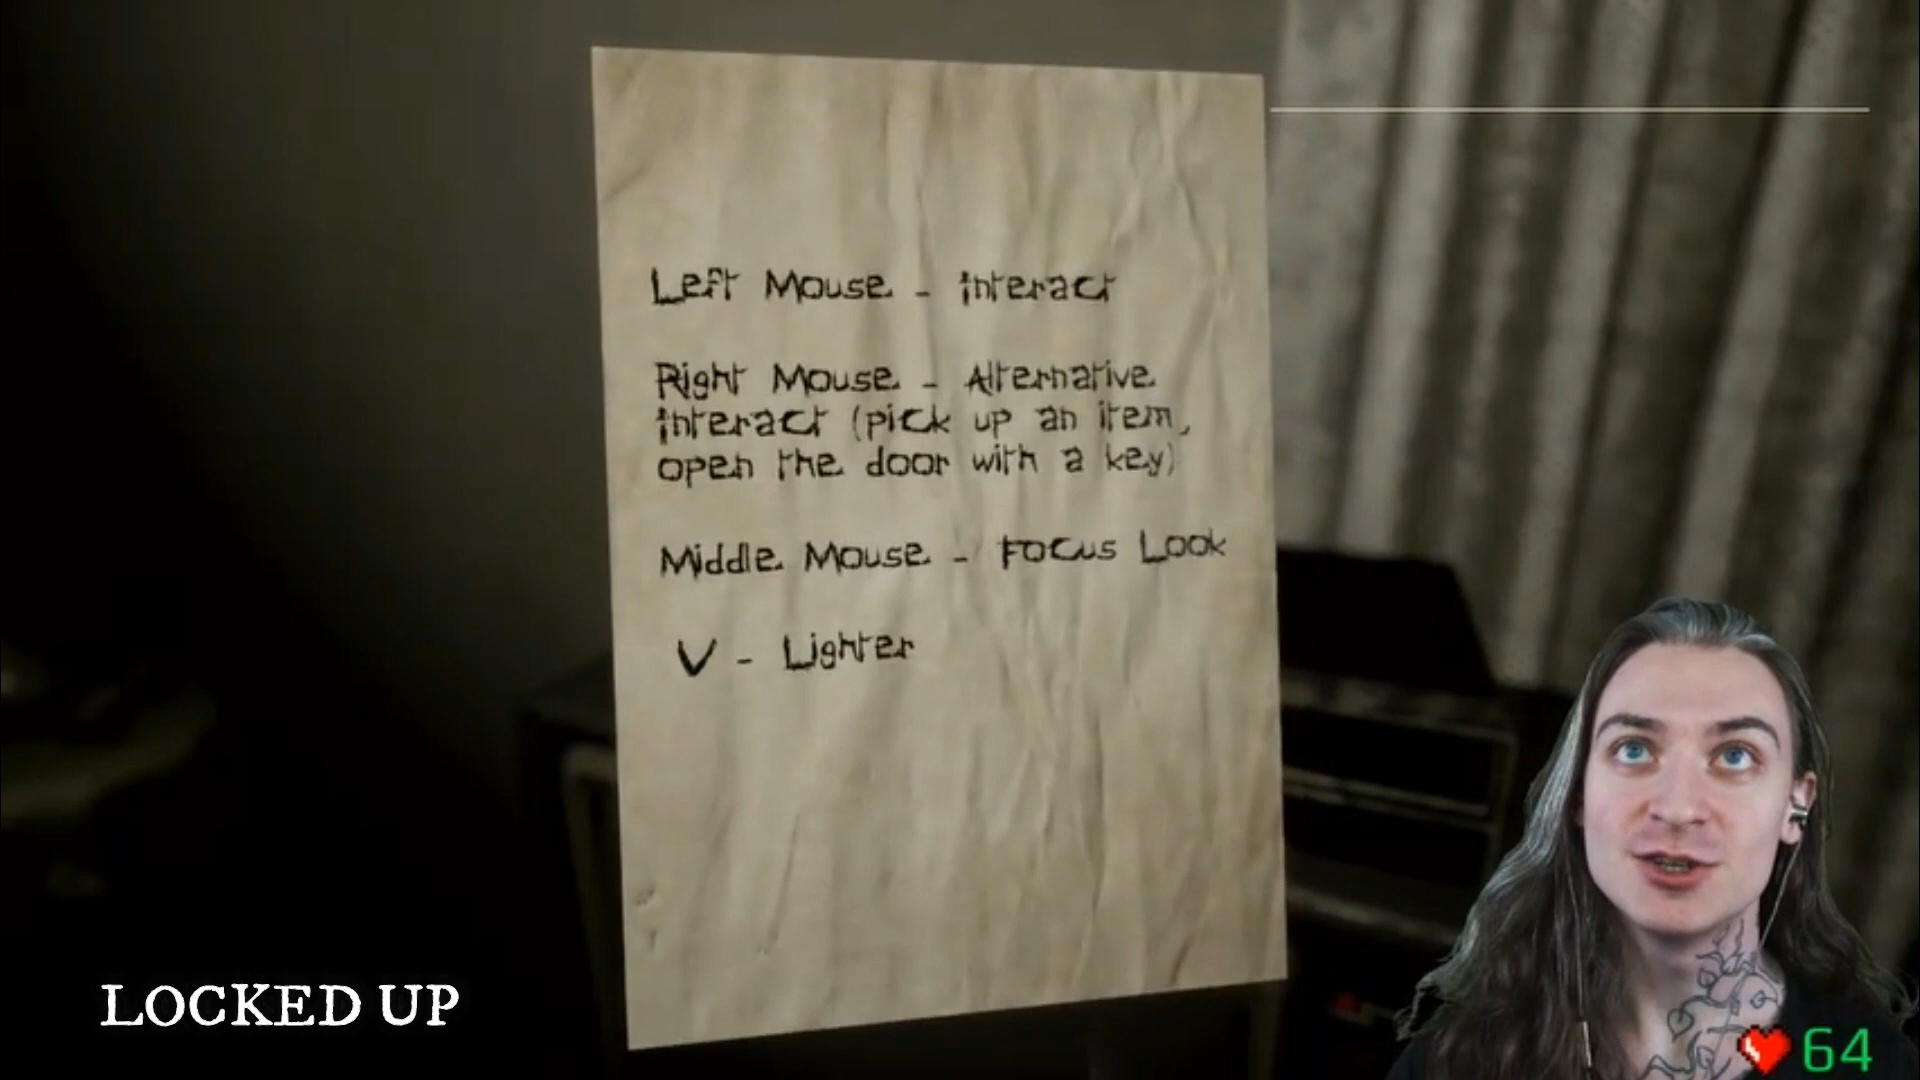 Left Mouse - Interact
Right Mouse - Alternative
Interact (pick up an item,
open the door with a key)
Middle Mouse - Focus Look
V - Lighter
LOCKED UP
64